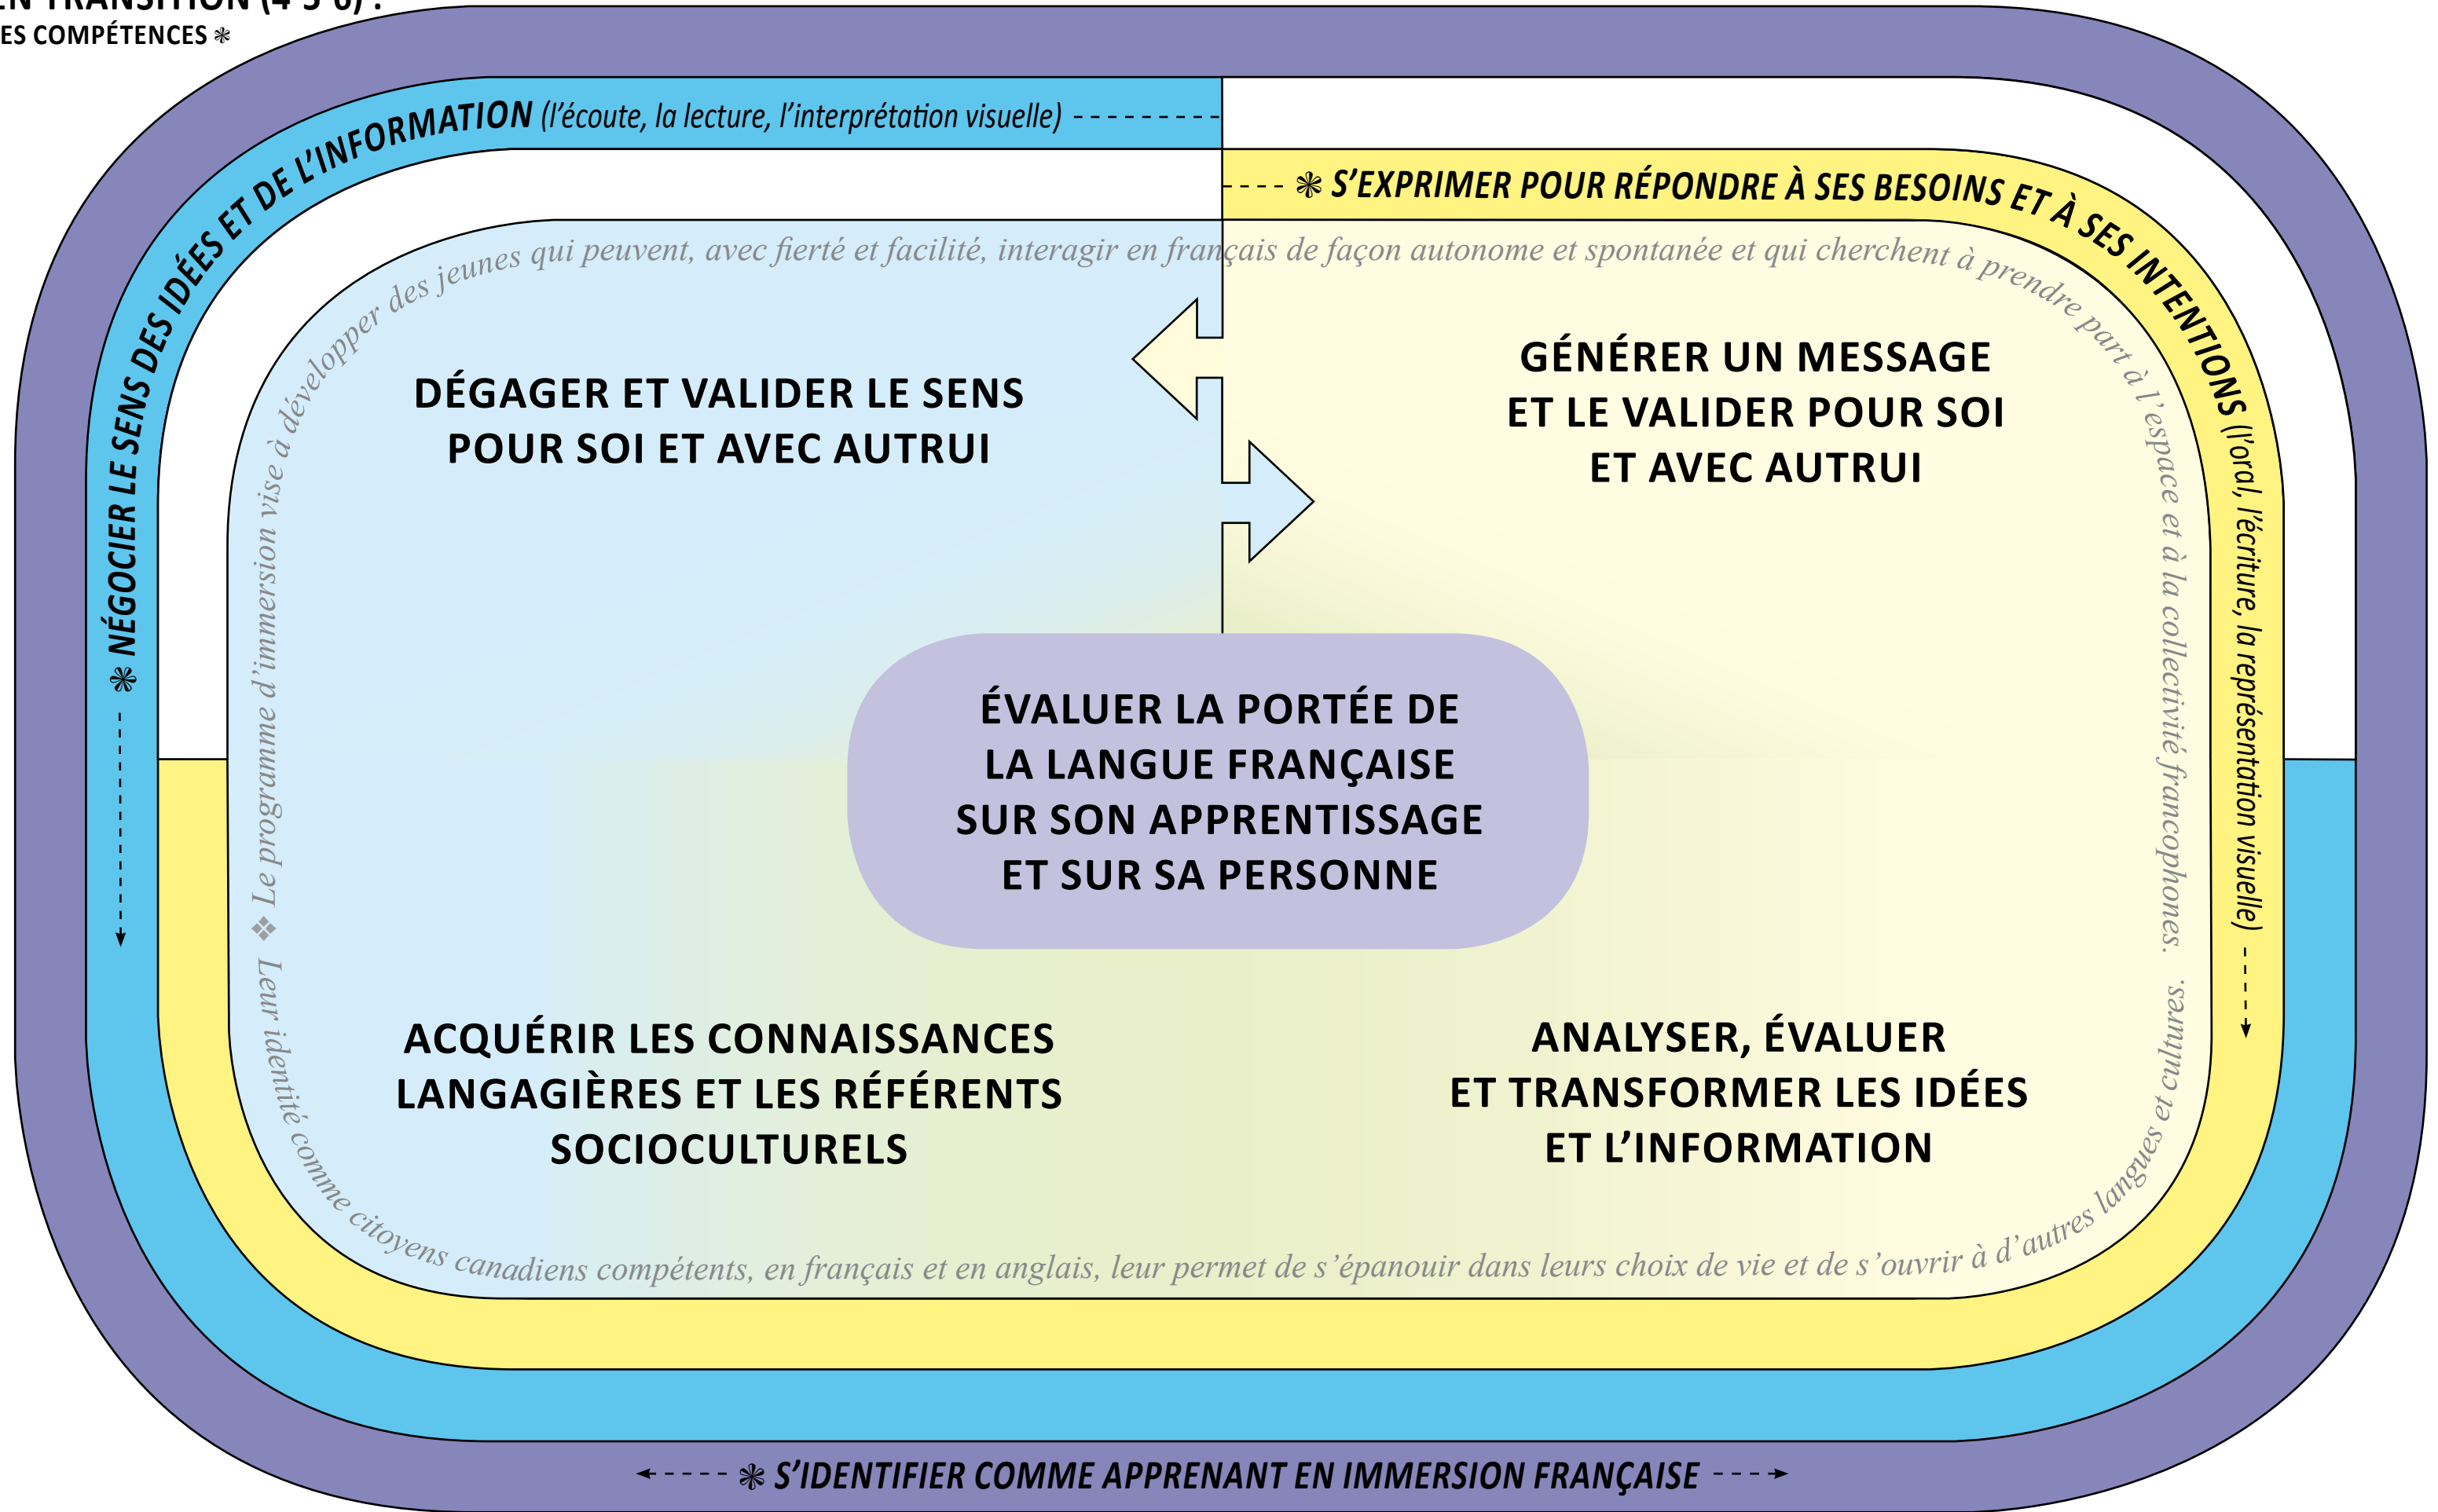 EN TRANSITION (4-5-6) :
ES COMPÉTENCES ❃
❃ NÉGOCIER LE SENS DES IDÉES ET DE L’INFORMATION (l’écoute, la lecture, l’interprétation visuelle)
❃ S’EXPRIMER POUR RÉPONDRE À SES BESOINS ET À SES INTENTIONS (l’oral, l’écriture, la représentation visuelle)
❖ Le programme d’immersion vise à développer des jeunes qui peuvent, avec fierté et facilité, interagir en français de façon autonome et spontanée et qui cherchent à prendre part à l’espace et à la collectivité francophones.
DÉGAGER ET VALIDER LE SENS
POUR SOI ET AVEC AUTRUI
GÉNÉRER UN MESSAGE
ET LE VALIDER POUR SOI
ET AVEC AUTRUI
ÉVALUER LA PORTÉE DE
LA LANGUE FRANÇAISE
SUR SON APPRENTISSAGE
ET SUR SA PERSONNE
ACQUÉRIR LES CONNAISSANCES
LANGAGIÈRES ET LES RÉFÉRENTS
SOCIOCULTURELS
ANALYSER, ÉVALUER
ET TRANSFORMER LES IDÉES
ET L’INFORMATION
Leur identité comme citoyens canadiens compétents, en français et en anglais, leur permet de s’épanouir dans leurs choix de vie et de s’ouvrir à d’autres langues et cultures.
❃ S’IDENTIFIER COMME APPRENANT EN IMMERSION FRANÇAISE